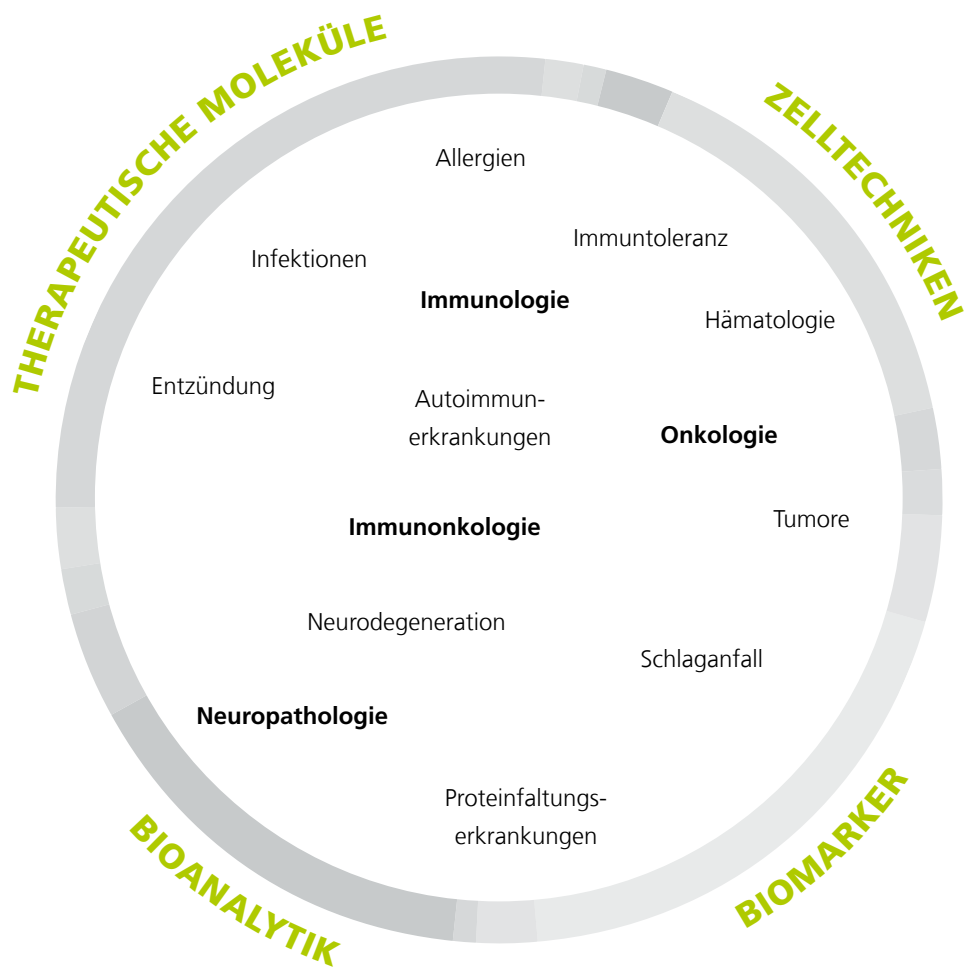 THERAPEUTISCHE MOLEKÜLE
ZELLTECHNIKEN
Allergien
Immuntoleranz
Infektionen
Immunologie
Hämatologie
Entzündung
Autoimmun-
erkrankungen
Onkologie
Immunonkologie
Tumore
Neurodegeneration
Schlaganfall
Neuropathologie
Proteinfaltungs-
erkrankungen
BIOANALYTIK
BIOMARKER